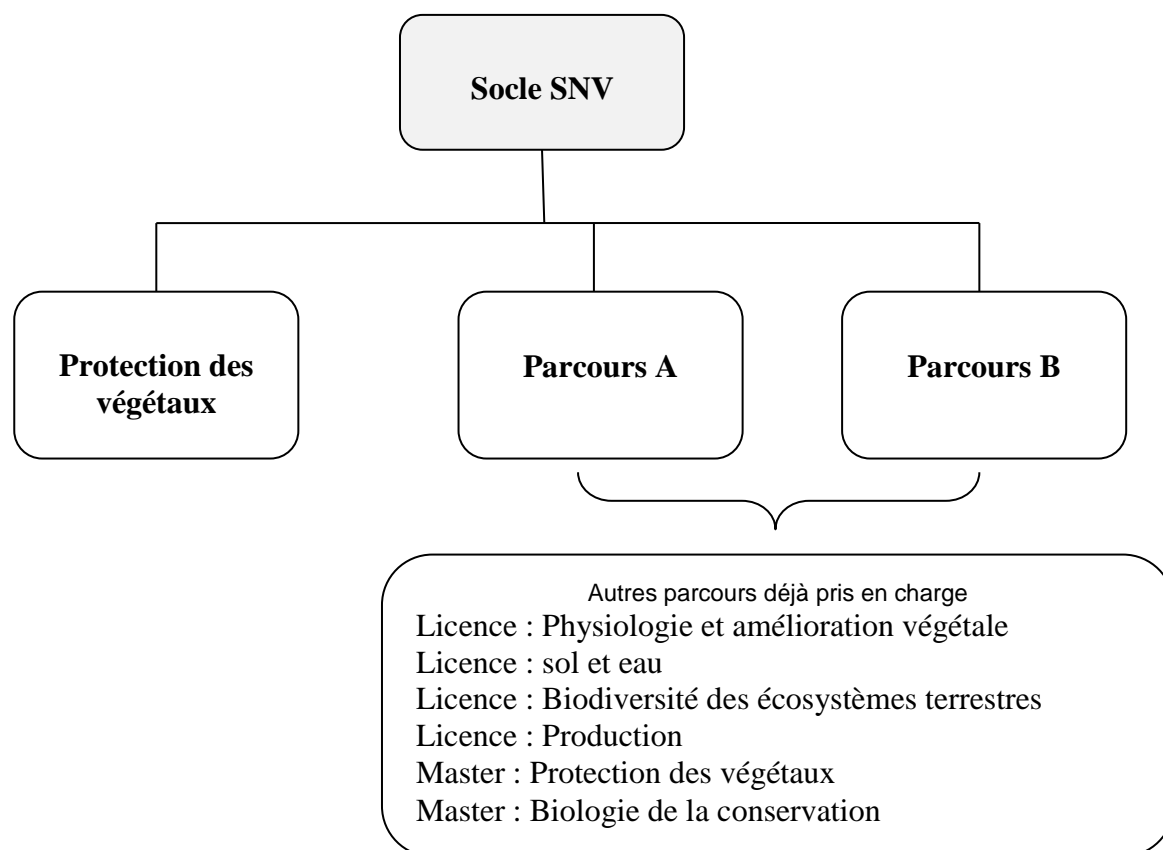 Socle SNV
Protection des
végétaux
Parcours A
Parcours B
Autres parcours déjà pris en charge
Licence : Physiologie et amélioration végétale
Licence : sol et eau
Licence : Biodiversité des écosystèmes terrestres
Licence : Production
Master : Protection des végétaux
Master : Biologie de la conservation